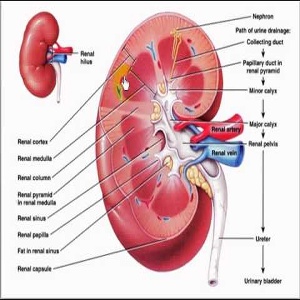 Renal
hilus
Nephron
Path of urine drainage:
Collecting duct
Papillary duct in
renal pyramid
Minor calyx
Major calyx
Renal artery
Renal pelvis
Renal vein
Ureter
Urinary bladder
Renal cortex
Renal medulla
Renal column
Renal pyramid
in renal medulla
Renal sinus
Renal papilla
Fat in renal sinus
Renal capsule